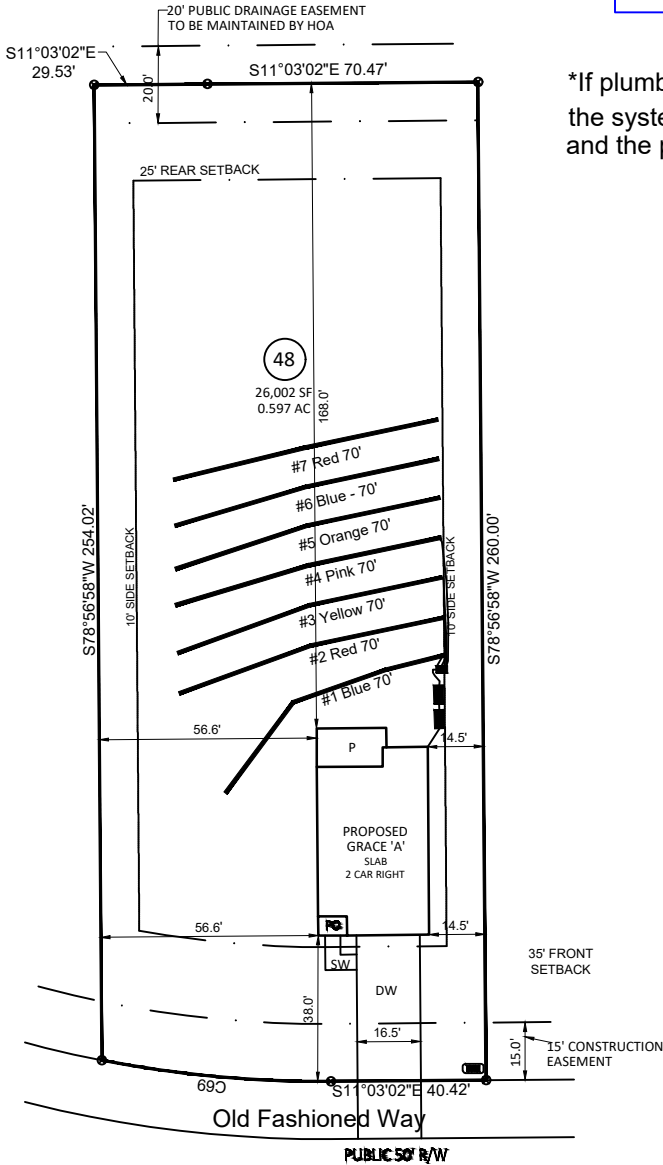 20' PUBLIC DRAINAGE EASEMENT
TO BE MAINTAINED BY HOA
S11°03'02"E
29.53'
S11°03'02"E 70.47'
20.0'
*If plumb
the syste
and the p
25' REAR SETBACK
48
26,002 SF
0.597 AC
168.0'
#7 Red 70'
#6 Blue - 70'
#5 Orange 70'
#4 Pink 70'
#3 Yellow 70'
#2 Red 70'
#1 Blue 70'
S78°56'58"W 254.02'
10' SIDE SETBACK
10' SIDE SETBACK
S78°56'58"W 260.00'
56.6'
14.5'
P
PROPOSED
GRACE 'A'
SLAB
2 CAR RIGHT
56.6'
14.5'
SW
DW
35' FRONT
SETBACK
38.0'
16.5'
15.0'
15' CONSTRUCTION
EASEMENT
C69
S11°03'02"E 40.42'
Old Fashioned Way
PUBLIC 50' R/W